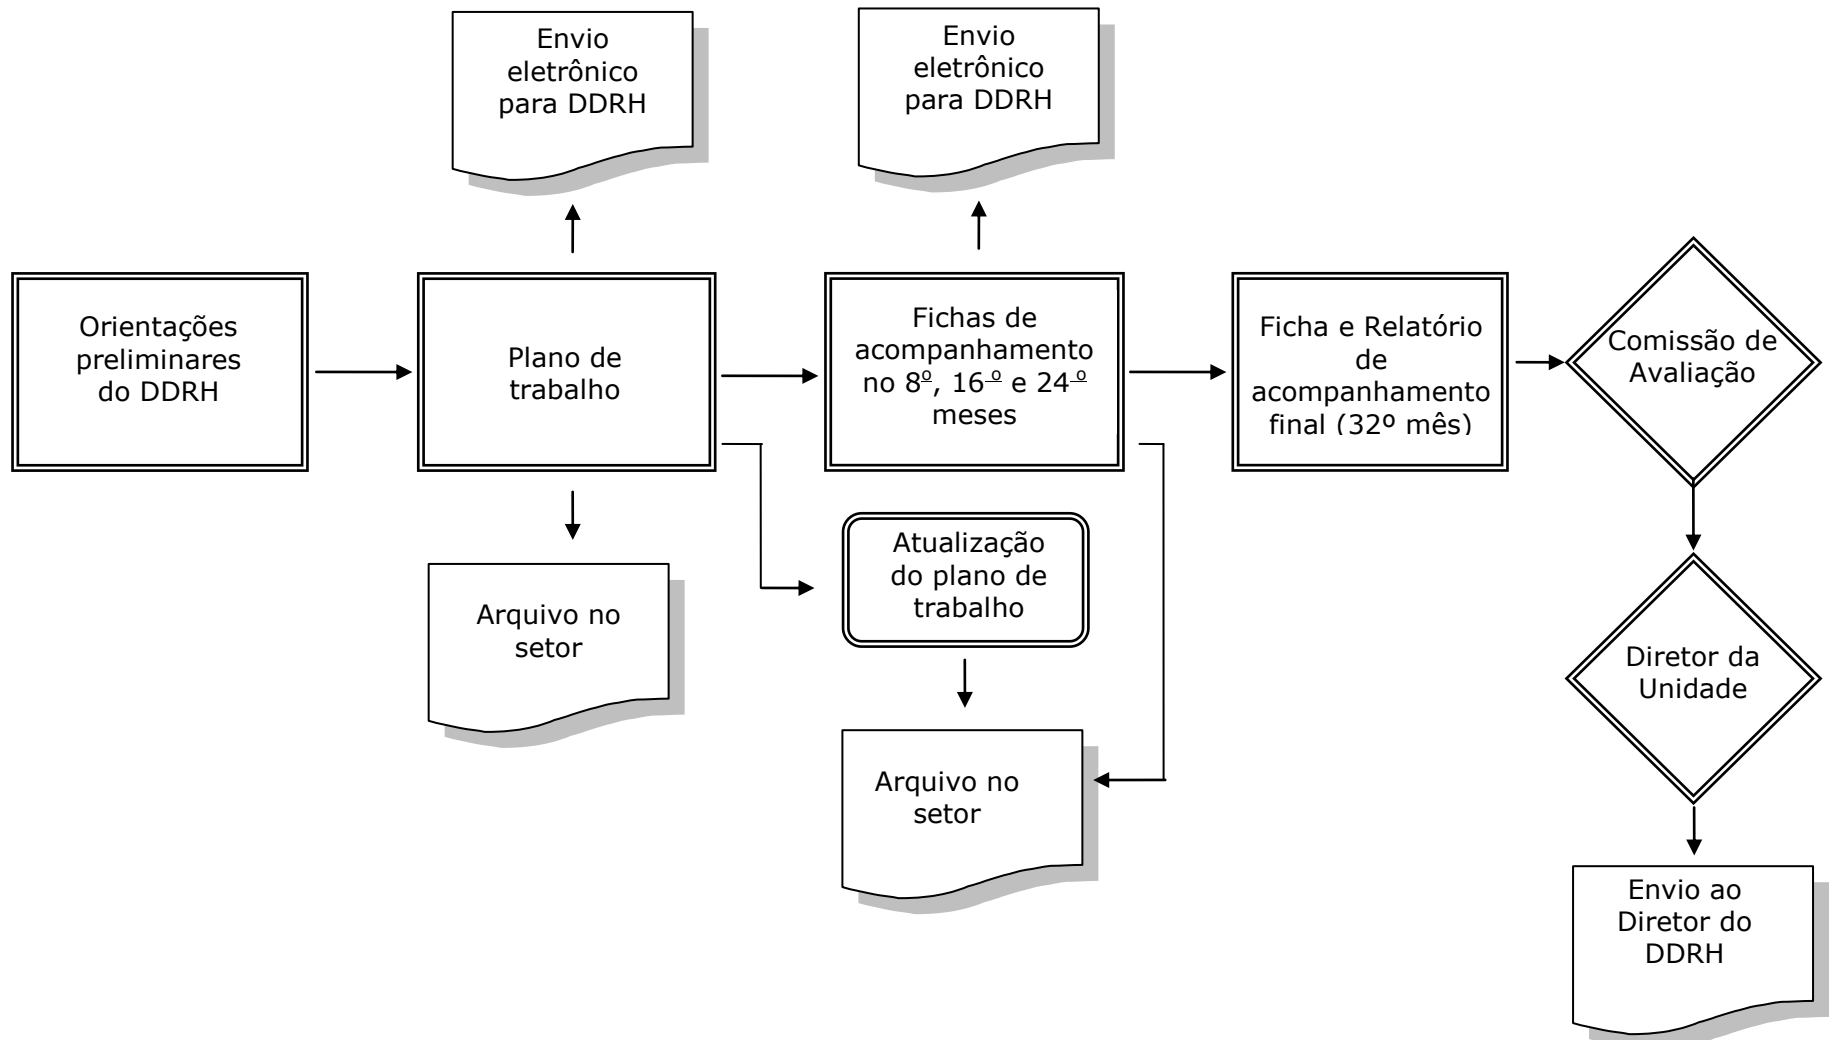 Envio
eletrônico
para DDRH
Envio
eletrônico
para DDRH
Orientações
preliminares
do DDRH
Plano de
trabalho
Fichas de
acompanhamento
no 8º, 16º e 24º
meses
Ficha e Relatório
de
acompanhamento
final (32º mês)
Comissão de
Avaliação
Atualização
do plano de
trabalho
Arquivo no
setor
Diretor da
Unidade
Arquivo no
setor
Envio ao
Diretor do
DDRH